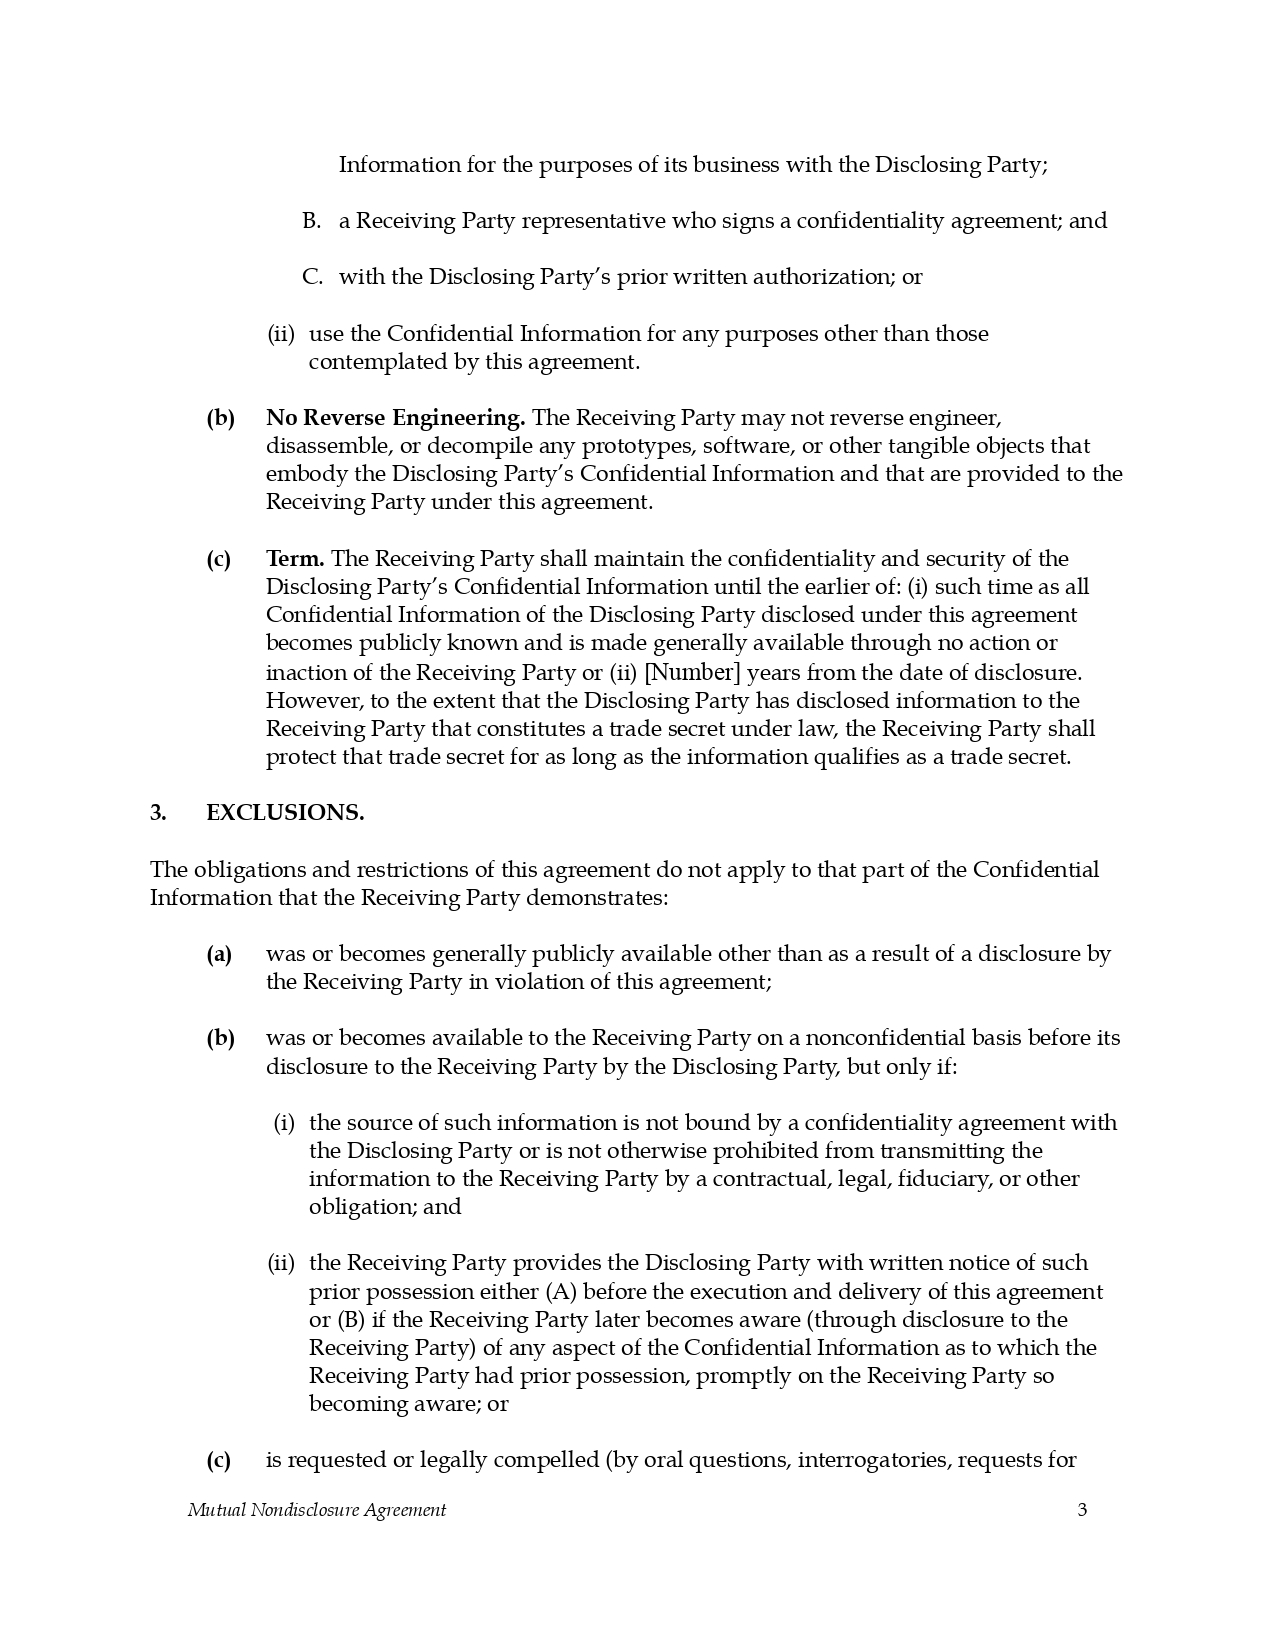 Information for the purposes of its business with the Disclosing Party;
B. a Receiving Party representative who signs a confidentiality agreement; and
C. with the Disclosing Party’s prior written authorization; or
(ii) use the Confidential Information for any purposes other than those
contemplated by this agreement.
(b) No Reverse Engineering. The Receiving Party may not reverse engineer,
disassemble, or decompile any prototypes, software, or other tangible objects that
embody the Disclosing Party’s Confidential Information and that are provided to the
Receiving Party under this agreement.
(c) Term. The Receiving Party shall maintain the confidentiality and security of the
Disclosing Party’s Confidential Information until the earlier of: (i) such time as all
Confidential Information of the Disclosing Party disclosed under this agreement
becomes publicly known and is made generally available through no action or
inaction of the Receiving Party or (ii) [Number] years from the date of disclosure.
However, to the extent that the Disclosing Party has disclosed information to the
Receiving Party that constitutes a trade secret under law, the Receiving Party shall
protect that trade secret for as long as the information qualifies as a trade secret.
3. EXCLUSIONS.
The obligations and restrictions of this agreement do not apply to that part of the Confidential
Information that the Receiving Party demonstrates:
(a) was or becomes generally publicly available other than as a result of a disclosure by
the Receiving Party in violation of this agreement;
(b) was or becomes available to the Receiving Party on a nonconfidential basis before its
disclosure to the Receiving Party by the Disclosing Party, but only if:
(i) the source of such information is not bound by a confidentiality agreement with
the Disclosing Party or is not otherwise prohibited from transmitting the
information to the Receiving Party by a contractual, legal, fiduciary, or other
obligation; and
(ii) the Receiving Party provides the Disclosing Party with written notice of such
prior possession either (A) before the execution and delivery of this agreement
or (B) if the Receiving Party later becomes aware (through disclosure to the
Receiving Party) of any aspect of the Confidential Information as to which the
Receiving Party had prior possession, promptly on the Receiving Party so
becoming aware; or
(c) is requested or legally compelled (by oral questions, interrogatories, requests for
Mutual Nondisclosure Agreement 3